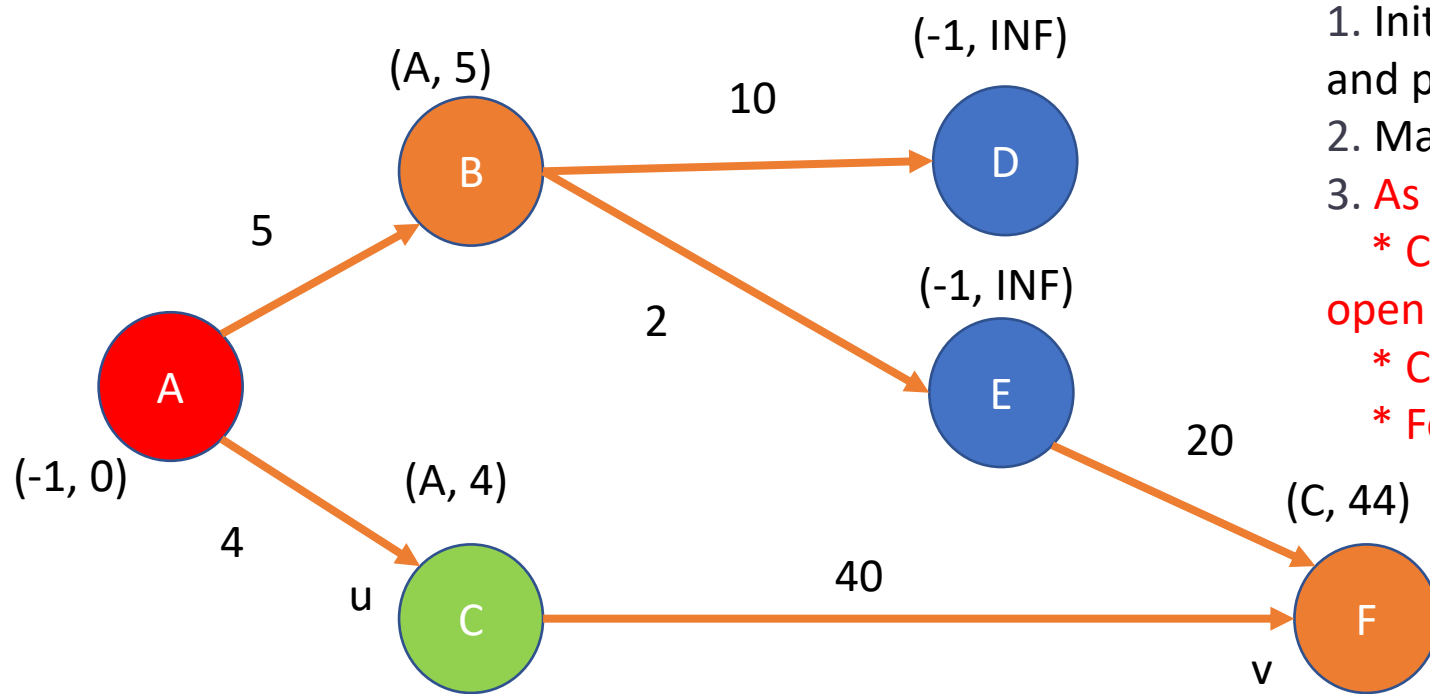 (-1, INF)
(A, 5)
10
B
D
5
(-1, INF)
2
A
E
20
(-1, 0)
(A, 4)
(C, 44)
4
40
u
C
F
v
1. Init
and p
2. Ma
3. As
* C
open
* C
* Fo